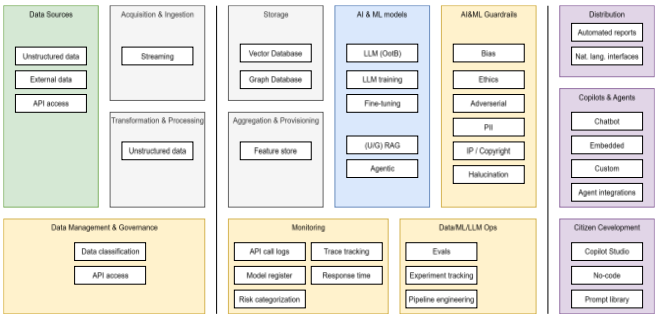 Data Sources
Unstructured data
External data
API access
Acquisition & Ingestion
Streaming
Transformation & Processing
Unstructured data
Storage
Vector Database
Graph Database
Aggregation & Provisioning
Feature store
AI & ML models
LLM (OotB)
LLM training
Fine-tuning
(U/G) RAG
Agentic
AI&ML Guardrails
Bias
Ethics
Adverserial
PII
IP / Copyright
Halucination
Distribution
Automated reports
Nat. lang. interfaces
Copilots & Agents
Chatbot
Embedded
Custom
Agent integrations
Data Management & Governance
Data classification
API access
Monitoring
API call logs
Trace tracking
Model register
Response time
Risk categorization
Data/ML/LLM Ops
Evals
Experiment tracking
Pipeline engineering
Citizen Cevelopment
Copilot Studio
No-code
Prompt library